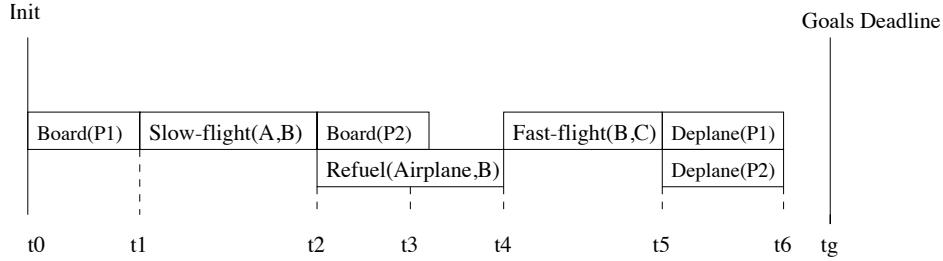 Init
Goals Deadline
Board(P1)
Slow-flight(A,B)
Board(P2)
Fast-flight(B,C)
Deplane(P1)
Refuel(Airplane,B)
Deplane(P2)
t0 t1 t2 t3 t4 t5 t6 tg